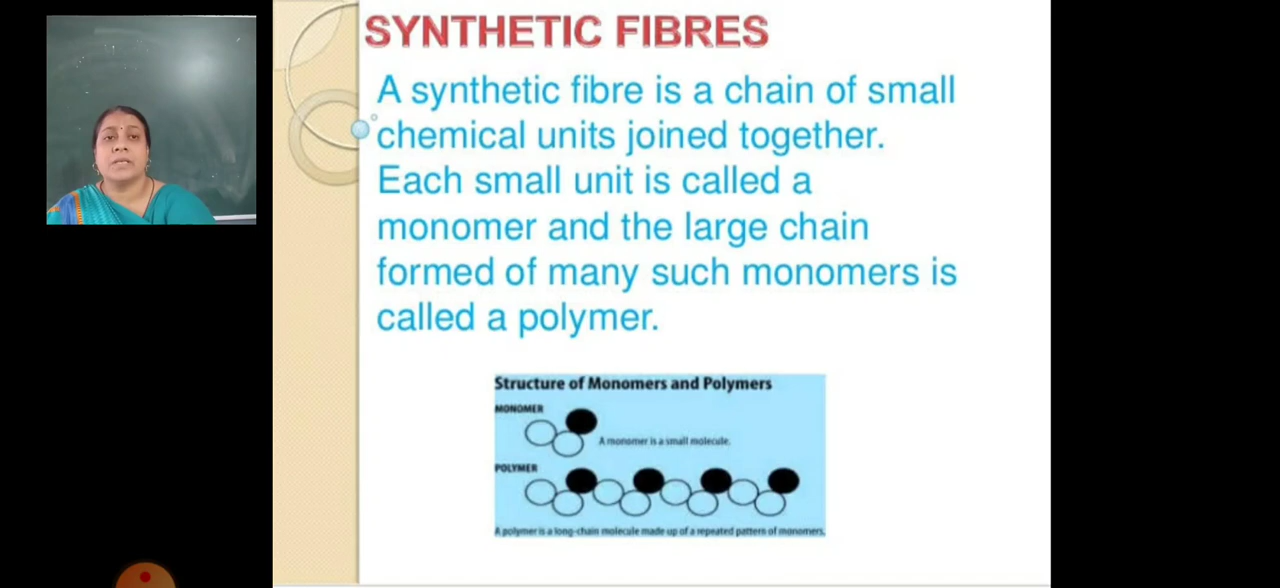 SYNTHETIC FIBRES
A synthetic fibre is a chain of small
chemical units joined together.
Each small unit is called a
monomer and the large chain
formed of many such monomers is
called a polymer.
Structure of Monomers and Polymers
MONOMER
A monomer is a small molecule.
POLYMER
A polymer is a long-chain molecule made up of a repeated pattern of monomers.